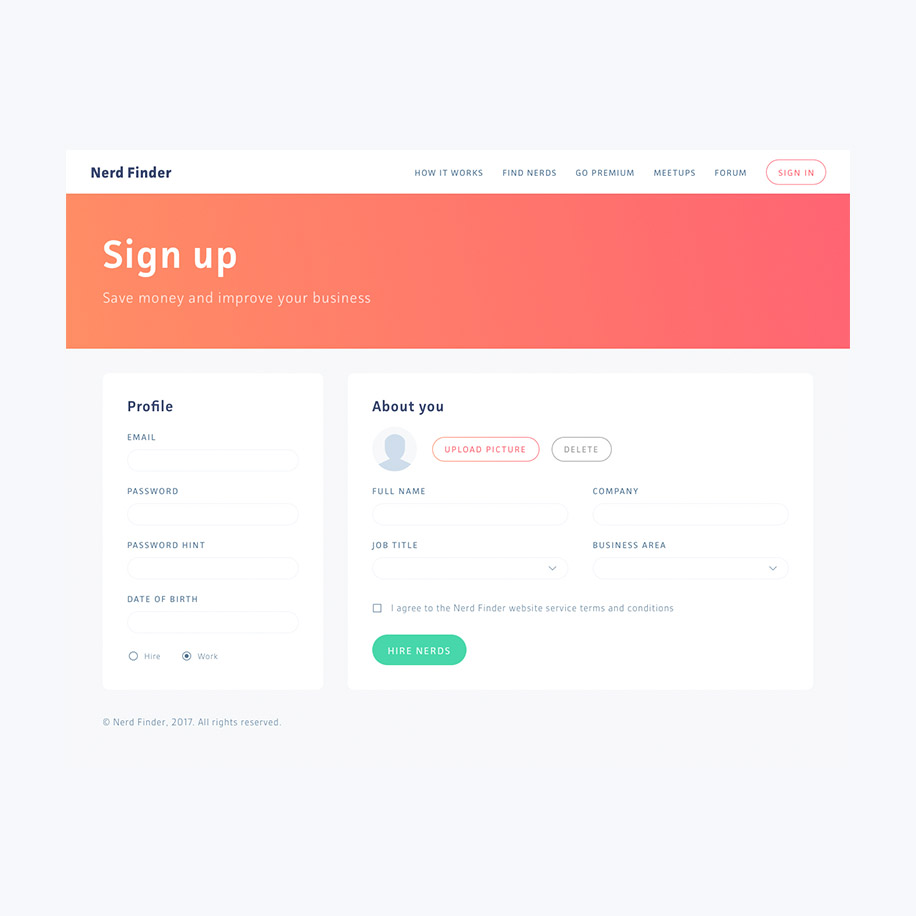 Nerd Finder
HOW IT WORKS FIND NERDS GO PREMIUM MEETUPS FORUM SIGN IN
Sign up
Save money and improve your business
Profile
EMAIL
PASSWORD
PASSWORD HINT
DATE OF BIRTH
Hire Work
About you
UPLOAD PICTURE DELETE
FULL NAME COMPANY
JOB TITLE BUSINESS AREA
I agree to the Nerd Finder website service terms and conditions
HIRE NERDS
© Nerd Finder, 2017. All rights reserved.